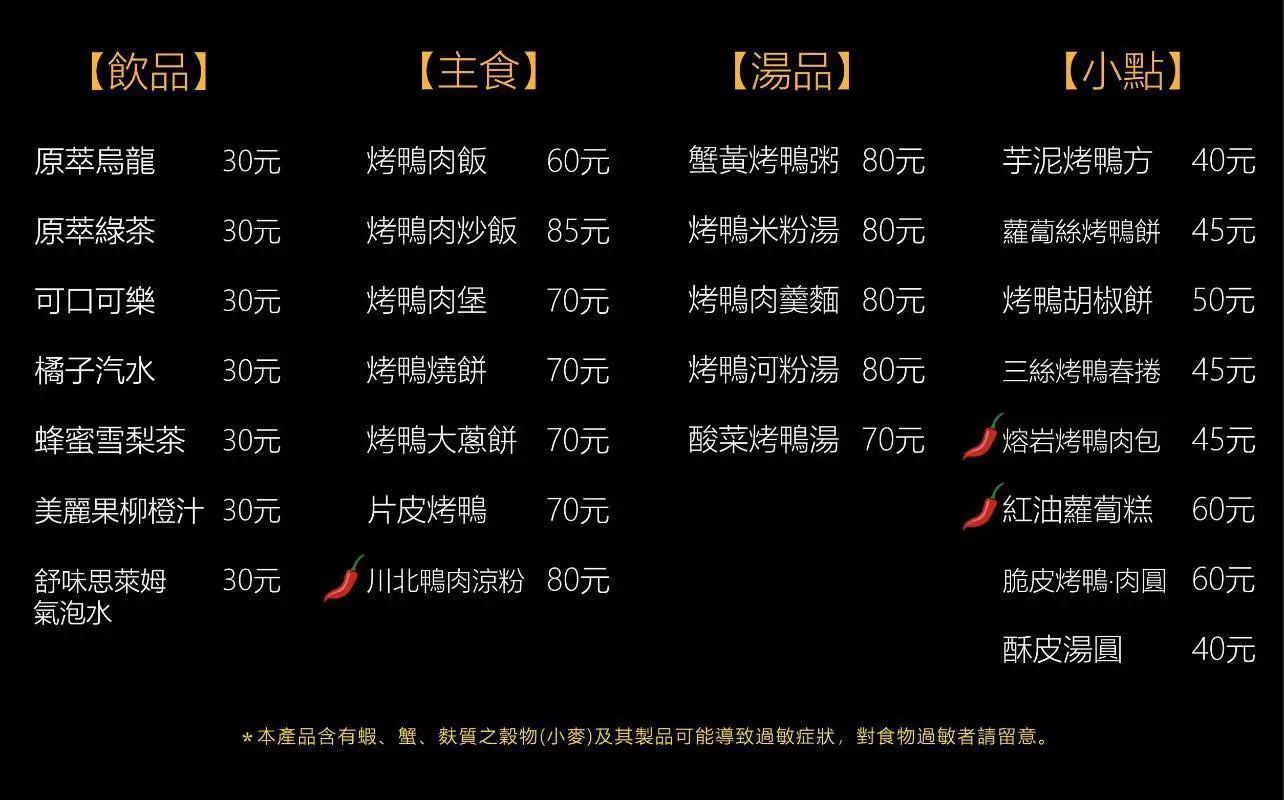 【飲品】
原萃烏龍 30元
原萃綠茶 30元
可口可樂 30元
橘子汽水 30元
蜂蜜雪梨茶 30元
美麗果柳橙汁 30元
舒味思萊姆 30元
氣泡水
【主食】
烤鴨肉飯 60元
烤鴨肉炒飯 85元
烤鴨肉堡 70元
烤鴨燒餅 70元
烤鴨大蔥餅 70元
片皮烤鴨 70元
川北鴨肉涼粉 80元
【湯品】
蟹黃烤鴨粥 80元
烤鴨米粉湯 80元
烤鴨肉羹麵 80元
烤鴨河粉湯 80元
酸菜烤鴨湯 70元
【小點】
芋泥烤鴨方 40元
蘿蔔絲烤鴨餅 45元
烤鴨胡椒餅 50元
三絲烤鴨春捲 45元
熔岩烤鴨肉包 45元
紅油蘿蔔糕 60元
脆皮烤鴨·肉圓 60元
酥皮湯圓 40元
*本產品含有蝦、蟹、麩質之穀物(小麥)及其製品可能導致過敏症狀，對食物過敏者請留意。